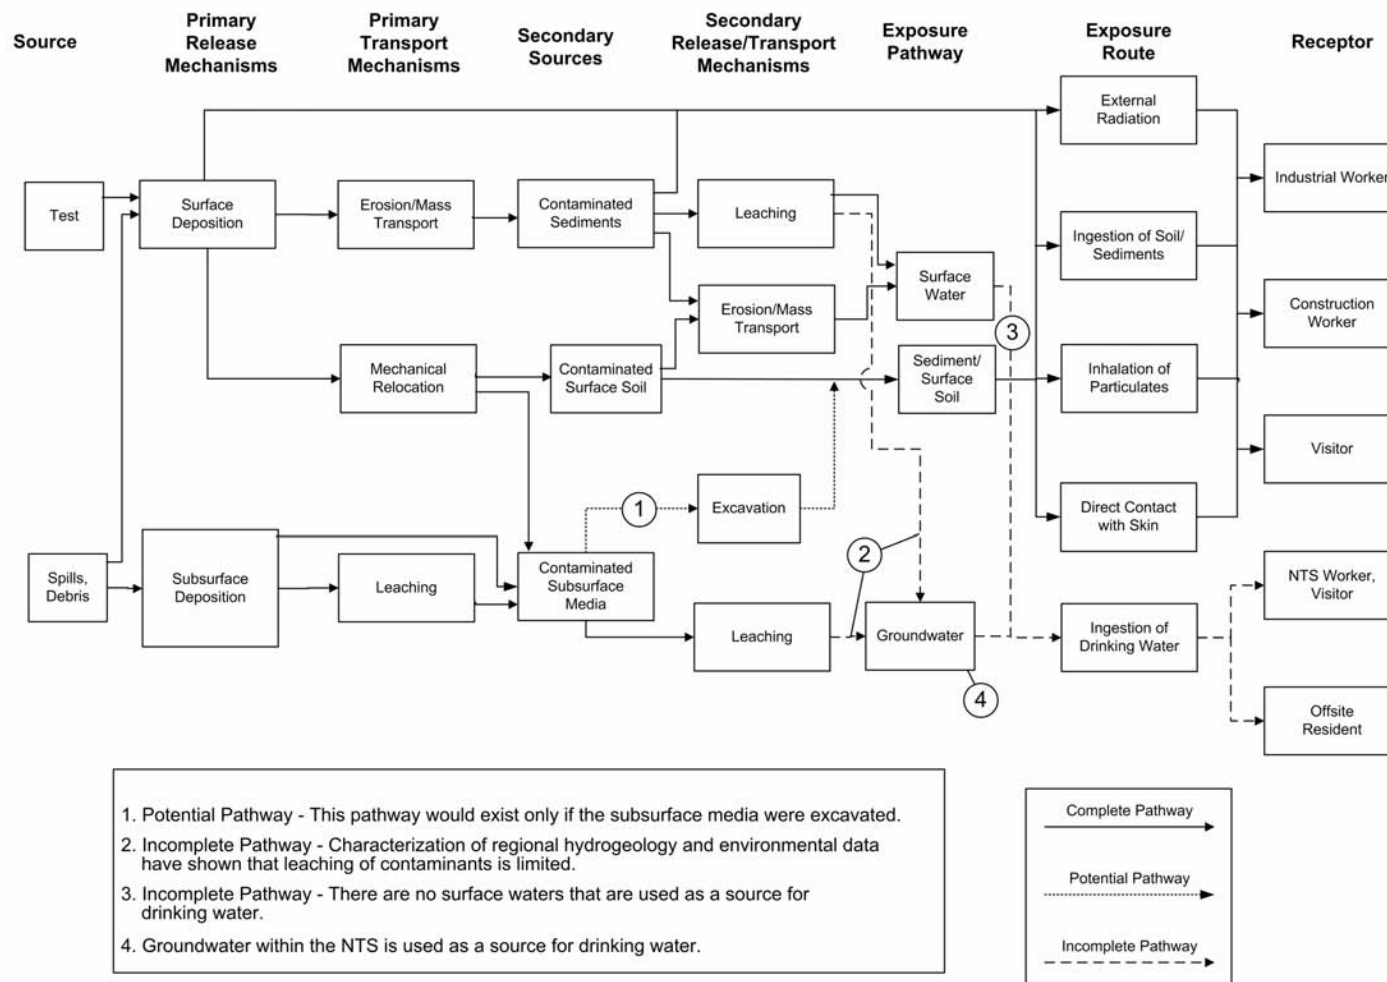 Source
Primary
Release
Mechanisms
Primary
Transport
Mechanisms
Secondary
Sources
Secondary
Release/Transport
Mechanisms
Exposure
Pathway
Exposure
Route
Receptor
External
Radiation
Test
Surface
Deposition
Erosion/Mass
Transport
Contaminated
Sediments
Leaching
Industrial Worker
Ingestion of Soil/
Sediments
Surface
Water
Erosion/Mass
Transport
3
Construction
Worker
Mechanical
Relocation
Contaminated
Surface Soil
Sediment/
Surface
Soil
Inhalation of
Particulates
Visitor
1
Excavation
Direct Contact
with Skin
2
Spills,
Debris
Subsurface
Deposition
Leaching
Contaminated
Subsurface
Media
NTS Worker,
Visitor
Leaching
Groundwater
Ingestion of
Drinking Water
4
Offsite
Resident
1. Potential Pathway - This pathway would exist only if the subsurface media were excavated.
2. Incomplete Pathway - Characterization of regional hydrogeology and environmental data
have shown that leaching of contaminants is limited.
3. Incomplete Pathway - There are no surface waters that are used as a source for
drinking water.
4. Groundwater within the NTS is used as a source for drinking water.
Complete Pathway
Potential Pathway
Incomplete Pathway